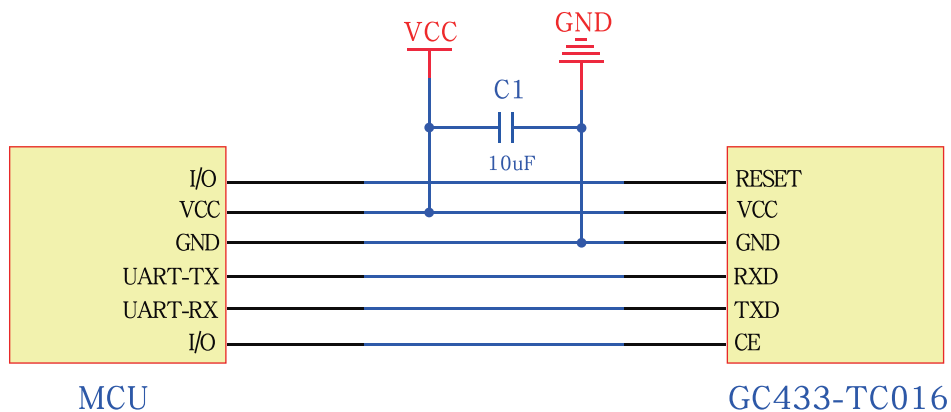 VCC
GND
C1
10uF
I/O
VCC
GND
UART-TX
UART-RX
I/O
RESET
VCC
GND
RXD
TXD
CE
MCU
GC433-TC016